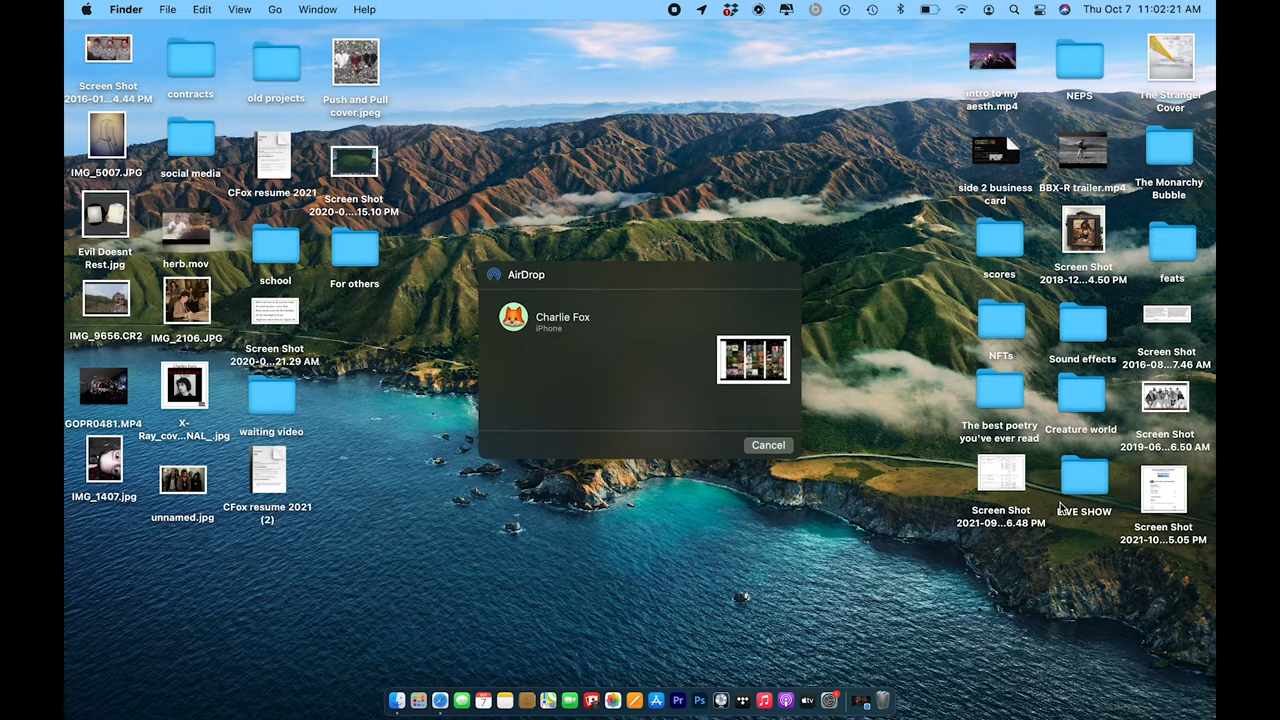 Finder File Edit View Go Window Help
Thu Oct 7 11:02:21 AM
Screen Shot
2016-01...4.44 PM
contracts
old projects
Push and Pull
cover.jpeg
IMG_5007.JPG
social media
CFox resume 2021
Screen Shot
2020-0....15.10 PM
Evil Doesnt
Rest.jpg
herb.mov
school
For others
IMG_9656.CR2
IMG_2106.JPG
Screen Shot
2020-0...21.29 AM
GOPR0481.MP4
X-
Ray_cov...NAL_.jpg
waiting video
IMG_1407.jpg
unnamed.jpg
CFox resume 2021
(2)
AirDrop
Charlie Fox
iPhone
Cancel
intro to my
aesth.mp4
NEPS
The Stranger
Cover
side 2 business
card
BBX-R trailer.mp4
The Monarchy
Bubble
scores
Screen Shot
2018-12...4.50 PM
feats
NFTs
Sound effects
Screen Shot
2016-08...7.46 AM
The best poetry
you've ever read
Creature world
Screen Shot
2019-06...6.50 AM
Screen Shot
2021-09...6.48 PM
LIVE SHOW
Screen Shot
2021-10...5.05 PM